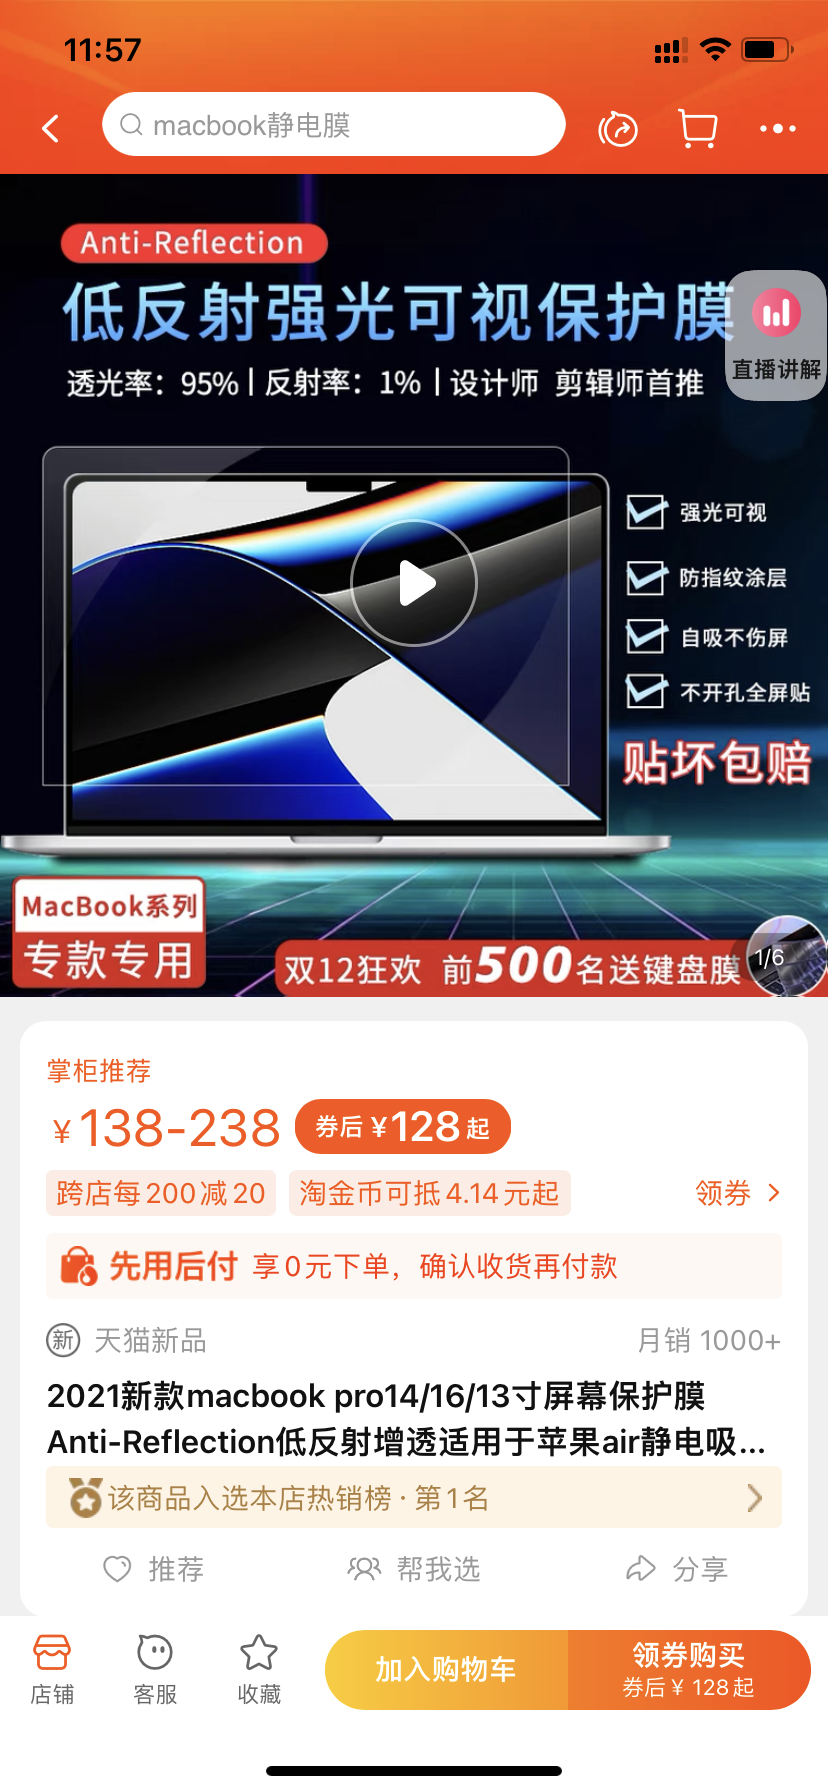 11:57
macbook静电膜
Anti-Reflection
低反射强光可视保护膜
直播讲解
透光率：95% | 反射率：1% | 设计师 剪辑师首推
强光可视
防指纹涂层
自吸不伤屏
不开孔全屏贴
贴坏包赔
MacBook系列
专款专用
双12狂欢 前500名送键盘膜
1/6
掌柜推荐
¥138-238 券后 ¥128 起
跨店每200减20 淘金币可抵4.14元起 领券
先用后付 享0元下单，确认收货再付款
新 天猫新品 月销 1000+
2021新款macbook pro14/16/13寸屏幕保护膜
Anti-Reflection低反射增透适用于苹果air静电吸...
该商品入选本店热销榜·第1名
推荐 帮我选 分享
店铺 客服 收藏
加入购物车
领券购买
券后 ¥ 128起